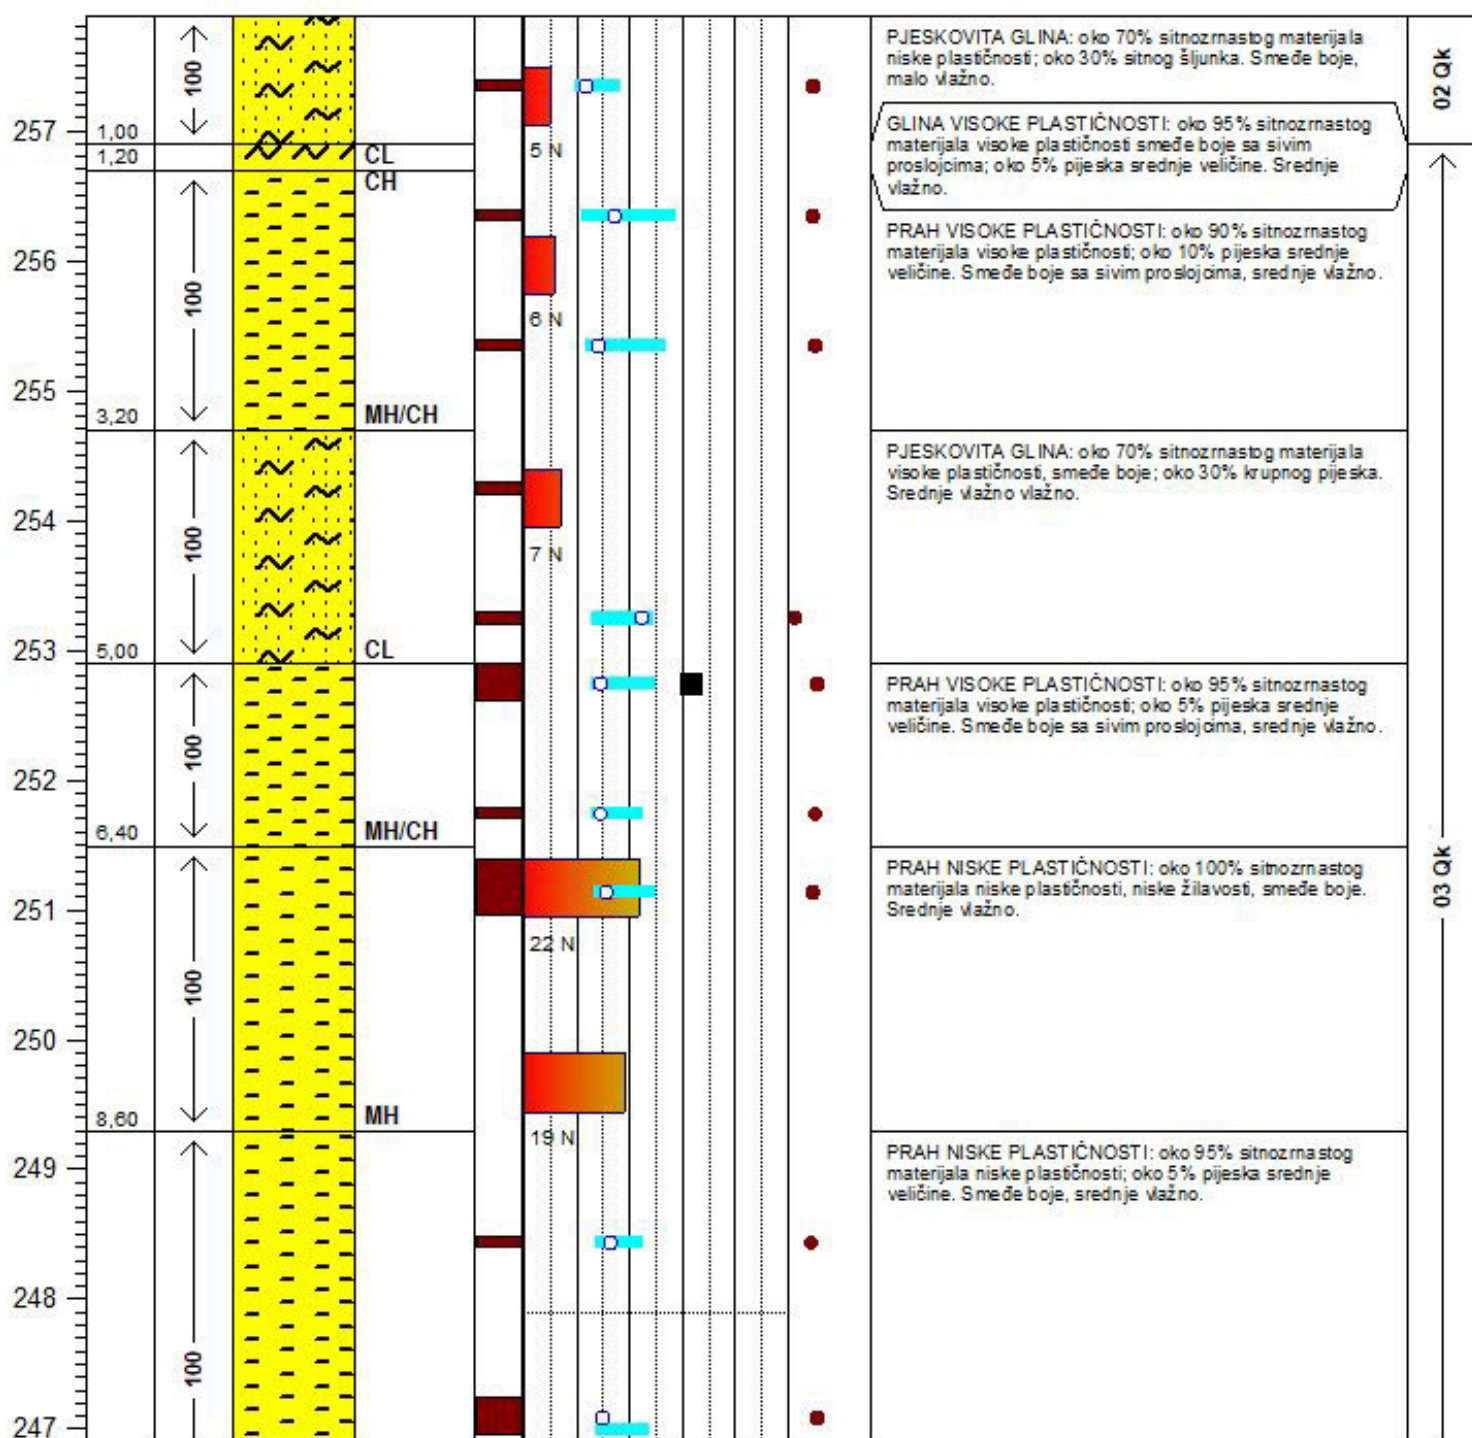 PJESKOVITA GLINA: oko 70% sitnozrnastog materijala
niske plastičnosti; oko 30% sitnog šljunka. Smeđe boje,
malo vlažno.
02 Qk
100
257
1,00
GLINA VISOKE PLASTIČNOSTI: oko 95% sitnozrnastog
materijala visoke plastičnosti smeđe boje sa sivim
proslojcima; oko 5% pijeska srednje veličine. Srednje
vlažno.
5 N
1,20
CL
CH
PRAH VISOKE PLASTIČNOSTI: oko 90% sitnozrnastog
materijala visoke plastičnosti; oko 10% pijeska srednje
veličine. Smeđe boje sa sivim proslojcima, srednje vlažno.
256
100
6 N
255
3,20
MH/CH
PJESKOVITA GLINA: oko 70% sitnozrnastog materijala
visoke plastičnosti, smeđe boje; oko 30% krupnog pijeska.
Srednje vlažno vlažno.
254
100
7 N
253
5,00
CL
PRAH VISOKE PLASTIČNOSTI: oko 95% sitnozrnastog
materijala visoke plastičnosti; oko 5% pijeska srednje
veličine. Smeđe boje sa sivim proslojcima, srednje vlažno.
100
252
6,40
MH/CH
PRAH NISKE PLASTIČNOSTI: oko 100% sitnozrnastog
materijala niske plastičnosti, niske žilavosti, smeđe boje.
Srednje vlažno.
03 Qk
251
22 N
100
250
8,60
MH
19 N
PRAH NISKE PLASTIČNOSTI: oko 95% sitnozrnastog
materijala niske plastičnosti; oko 5% pijeska srednje
veličine. Smeđe boje, srednje vlažno.
249
248
100
247